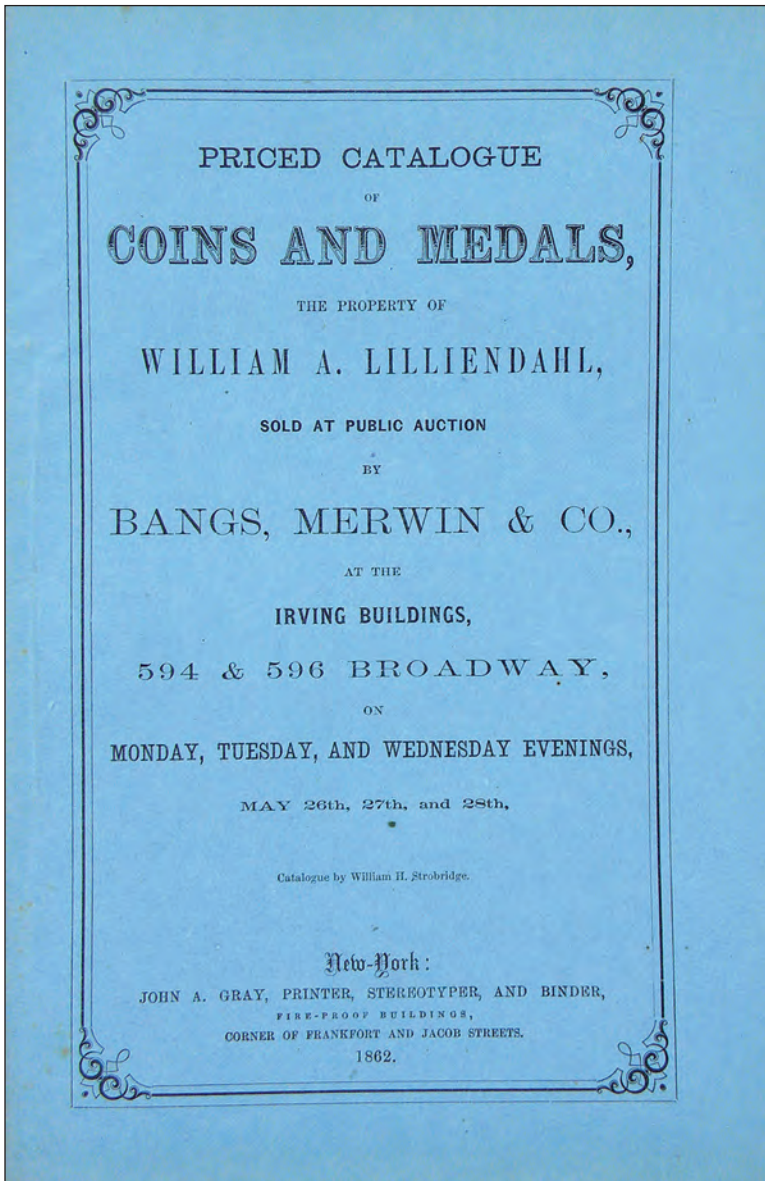 PRICED CATALOGUE
OF
COINS AND MEDALS,
THE PROPERTY OF
WILLIAM A. LILLIENDAHL,
SOLD AT PUBLIC AUCTION
BY
BANGS, MERWIN & CO.,
AT THE
IRVING BUILDINGS,
594 & 596 BROADWAY,
ON
MONDAY, TUESDAY, AND WEDNESDAY EVENINGS,
MAY 26th, 27th, and 28th,
Catalogue by William H. Strobridge.
New-York:
JOHN A. GRAY, PRINTER, STEREOTYPER, AND BINDER,
FIRE-PROOF BUILDINGS,
CORNER OF FRANKFORT AND JACOB STREETS.
1862.